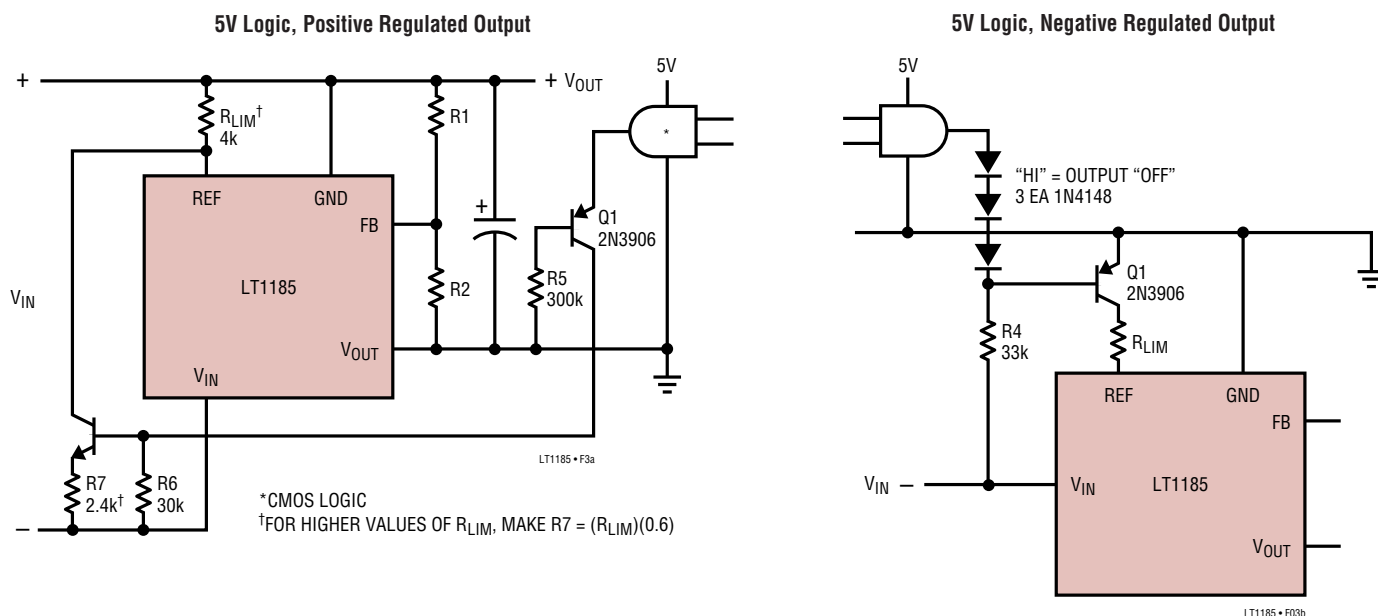 5V Logic, Positive Regulated Output
+
+ VOUT
RLIM†
4k
R1
5V
*
REF
GND
FB
+
Q1
2N3906
VIN
LT1185
R2
R5
300k
VOUT
VIN
LT1185 • F3a
R7
2.4k†
R6
30k
–
*CMOS LOGIC
†FOR HIGHER VALUES OF RLIM, MAKE R7 = (RLIM)(0.6)
5V Logic, Negative Regulated Output
5V
“HI” = OUTPUT “OFF”
3 EA 1N4148
Q1
2N3906
R4
33k
RLIM
REF
GND
FB
VIN –
VIN
LT1185
VOUT
LT1185 • F03b